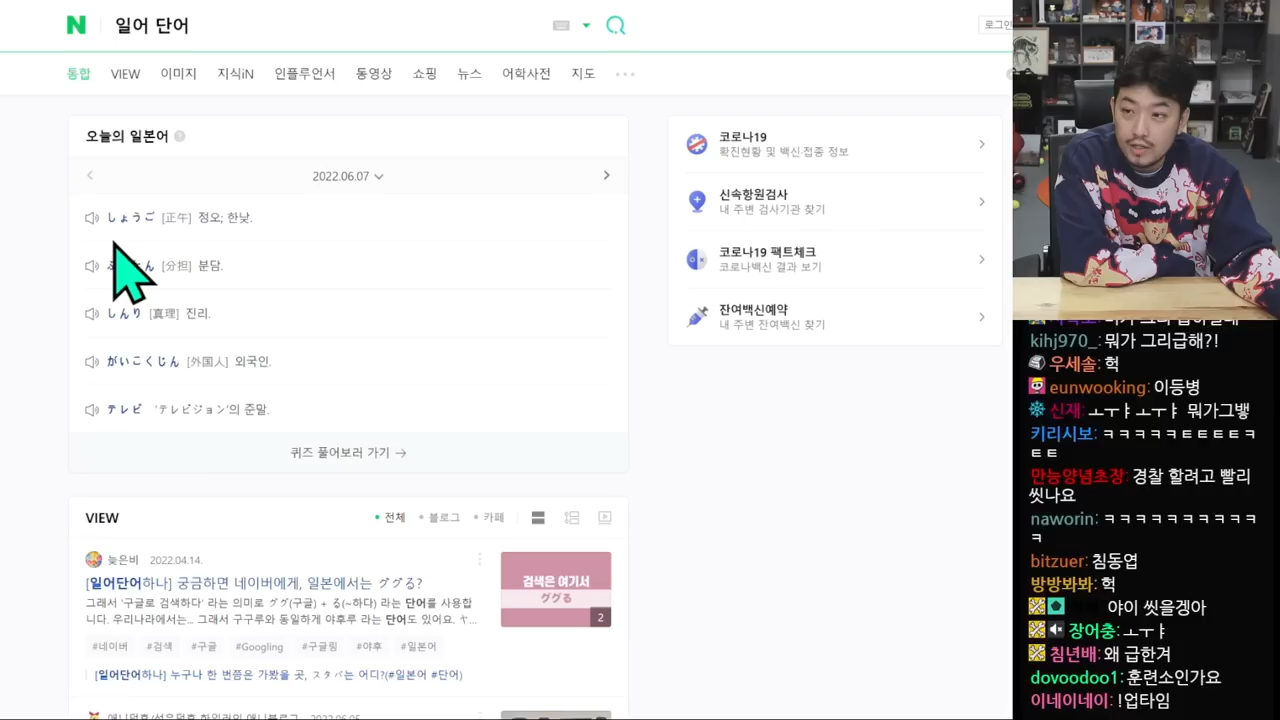 N 일어 단어
로그인
통합 VIEW 이미지 지식iN 인플루언서 동영상 쇼핑 뉴스 어학사전 지도
오늘의 일본어
2022.06.07
しょうご [正午] 정오; 한낮.
[分担] 분담.
しんり [真理] 진리.
がいこくじん [外国人] 외국인.
テレビ 'テレビジョン'의 준말.
퀴즈 풀어보러 가기 →
코로나19
확진현황 및 백신·접종 정보
신속항원검사
내 주변 검사기관 찾기
코로나19 팩트체크
코로나백신 결과 보기
잔여백신예약
내 주변 잔여백신 찾기
VIEW
전체 블로그 카페
늦은비 2022.04.14.
[일어단어하나] 궁금하면 네이버에게, 일본에서는 ググる?
그래서 '구글로 검색하다' 라는 의미로 ググ(구글) + る(~하다) 라는 단어를 사용합
니다. 우리나라에서는... 그래서 구구루와 동일하게 야후루 라는 단어도 있어요. ヤ...
#네이버 #검색 #구글 #Googling #구글링 #야후 #일본어
[일어단어하나] 누구나 한 번쯤은 가봤을 곳, スタバ는 어디?(#일본어 #단어)
검색은 여기서
ググる
2
2022.06.05.
kihj970_: 뭐가 그리급해?!
우세솔: 헉
eunwooking: 이등병
신재: ㅗㅜㅑㅗㅜㅑ 뭐가그뱋
키리시보: ㅋㅋㅋㅋㅋㅌㅌㅌㅌㅋ
ㅌㅌ
만능양념초장: 경찰 할려고 빨리
씻나요
naworin: ㅋㅋㅋㅋㅋㅋㅋㅋㅋㅋ
ㅋ
bitzuer: 침동엽
방방봐봐: 헉
야이 씻을겡아
장어충: ㅗㅜㅑ
침년배: 왜 급한겨
dovoodoo1: 훈련소인가요
이네이네이: !업타임